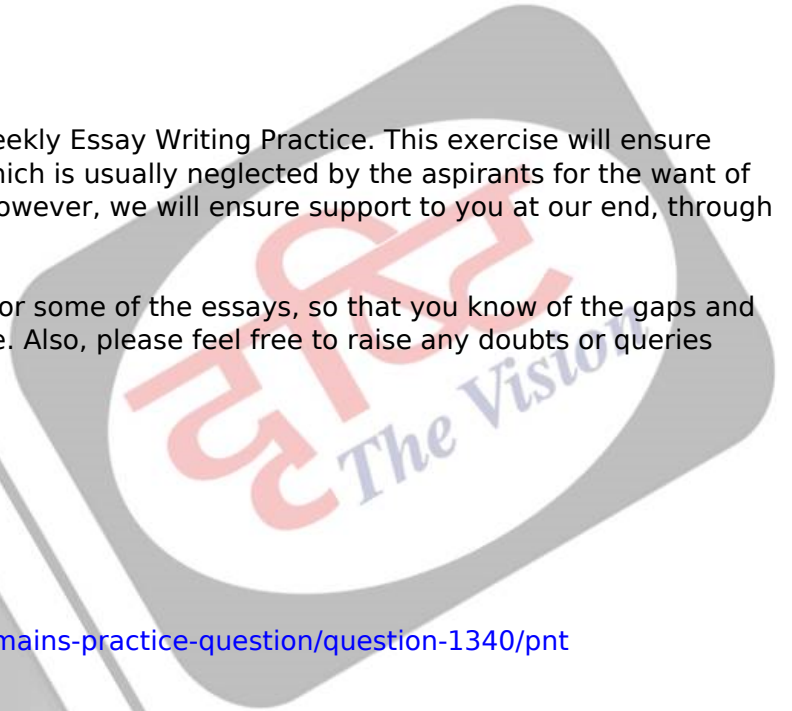 eekly Essay Writing Practice. This exercise will ensure
hich is usually neglected by the aspirants for the want of
owever, we will ensure support to you at our end, through
or some of the essays, so that you know of the gaps and
e. Also, please feel free to raise any doubts or queries
दृष्टि
The Vision
mains-practice-question/question-1340/pnt